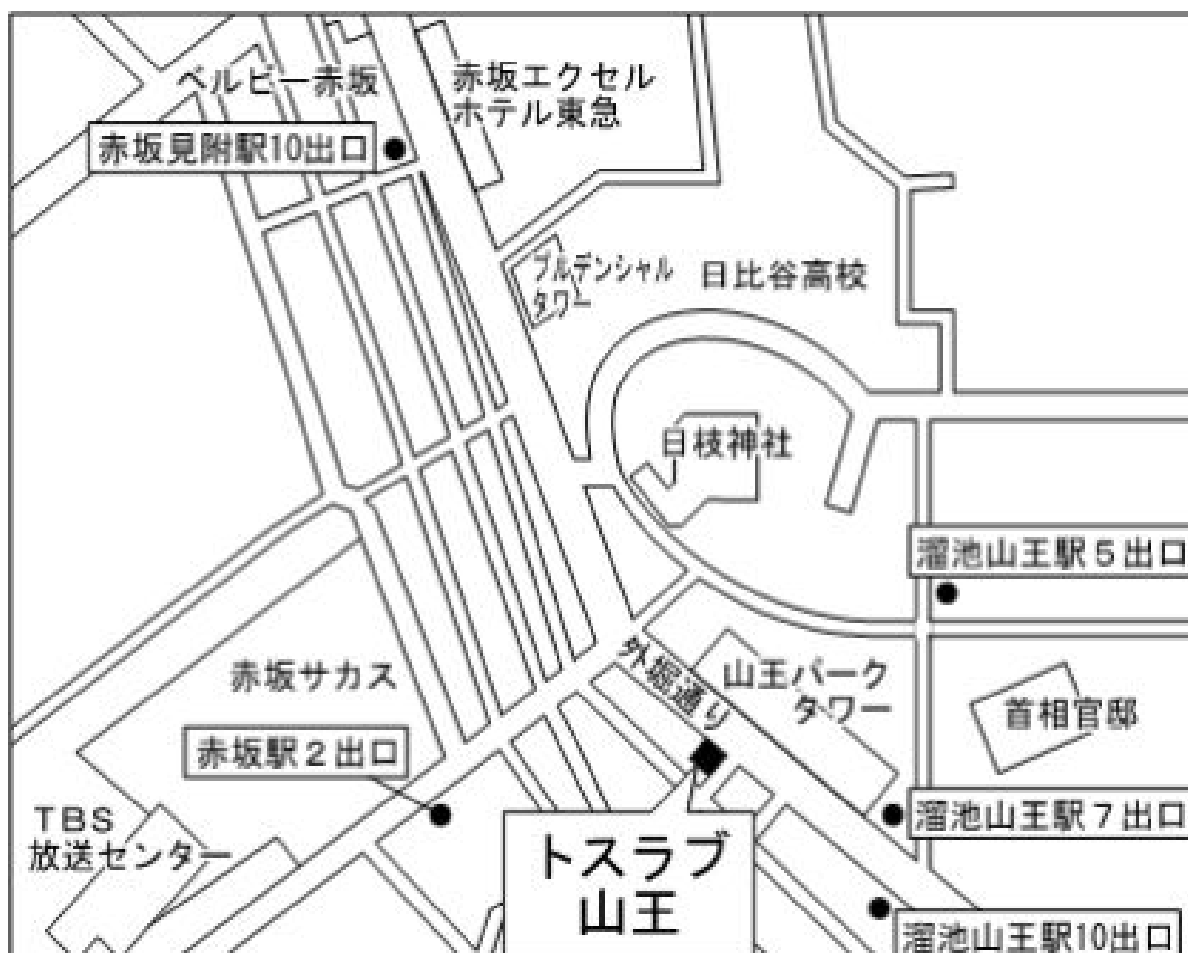 ベルビー赤坂
赤坂エクセル
ホテル東急
赤坂見附駅10出口
プルデンシャル
タワー
日比谷高校
日枝神社
溜池山王駅５出口
外堀通り
赤坂サカス
山王パーク
タワー
首相官邸
赤坂駅２出口
TBS
放送センター
溜池山王駅７出口
トスラブ
山王
溜池山王駅10出口